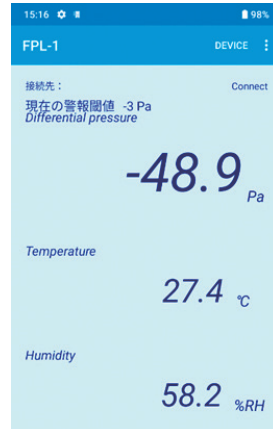 15:16 98%
FPL-1 DEVICE
接続先： Connect
現在の警報閾値 -3 Pa
Differential pressure
-48.9 Pa
Temperature
27.4 ℃
Humidity
58.2 %RH